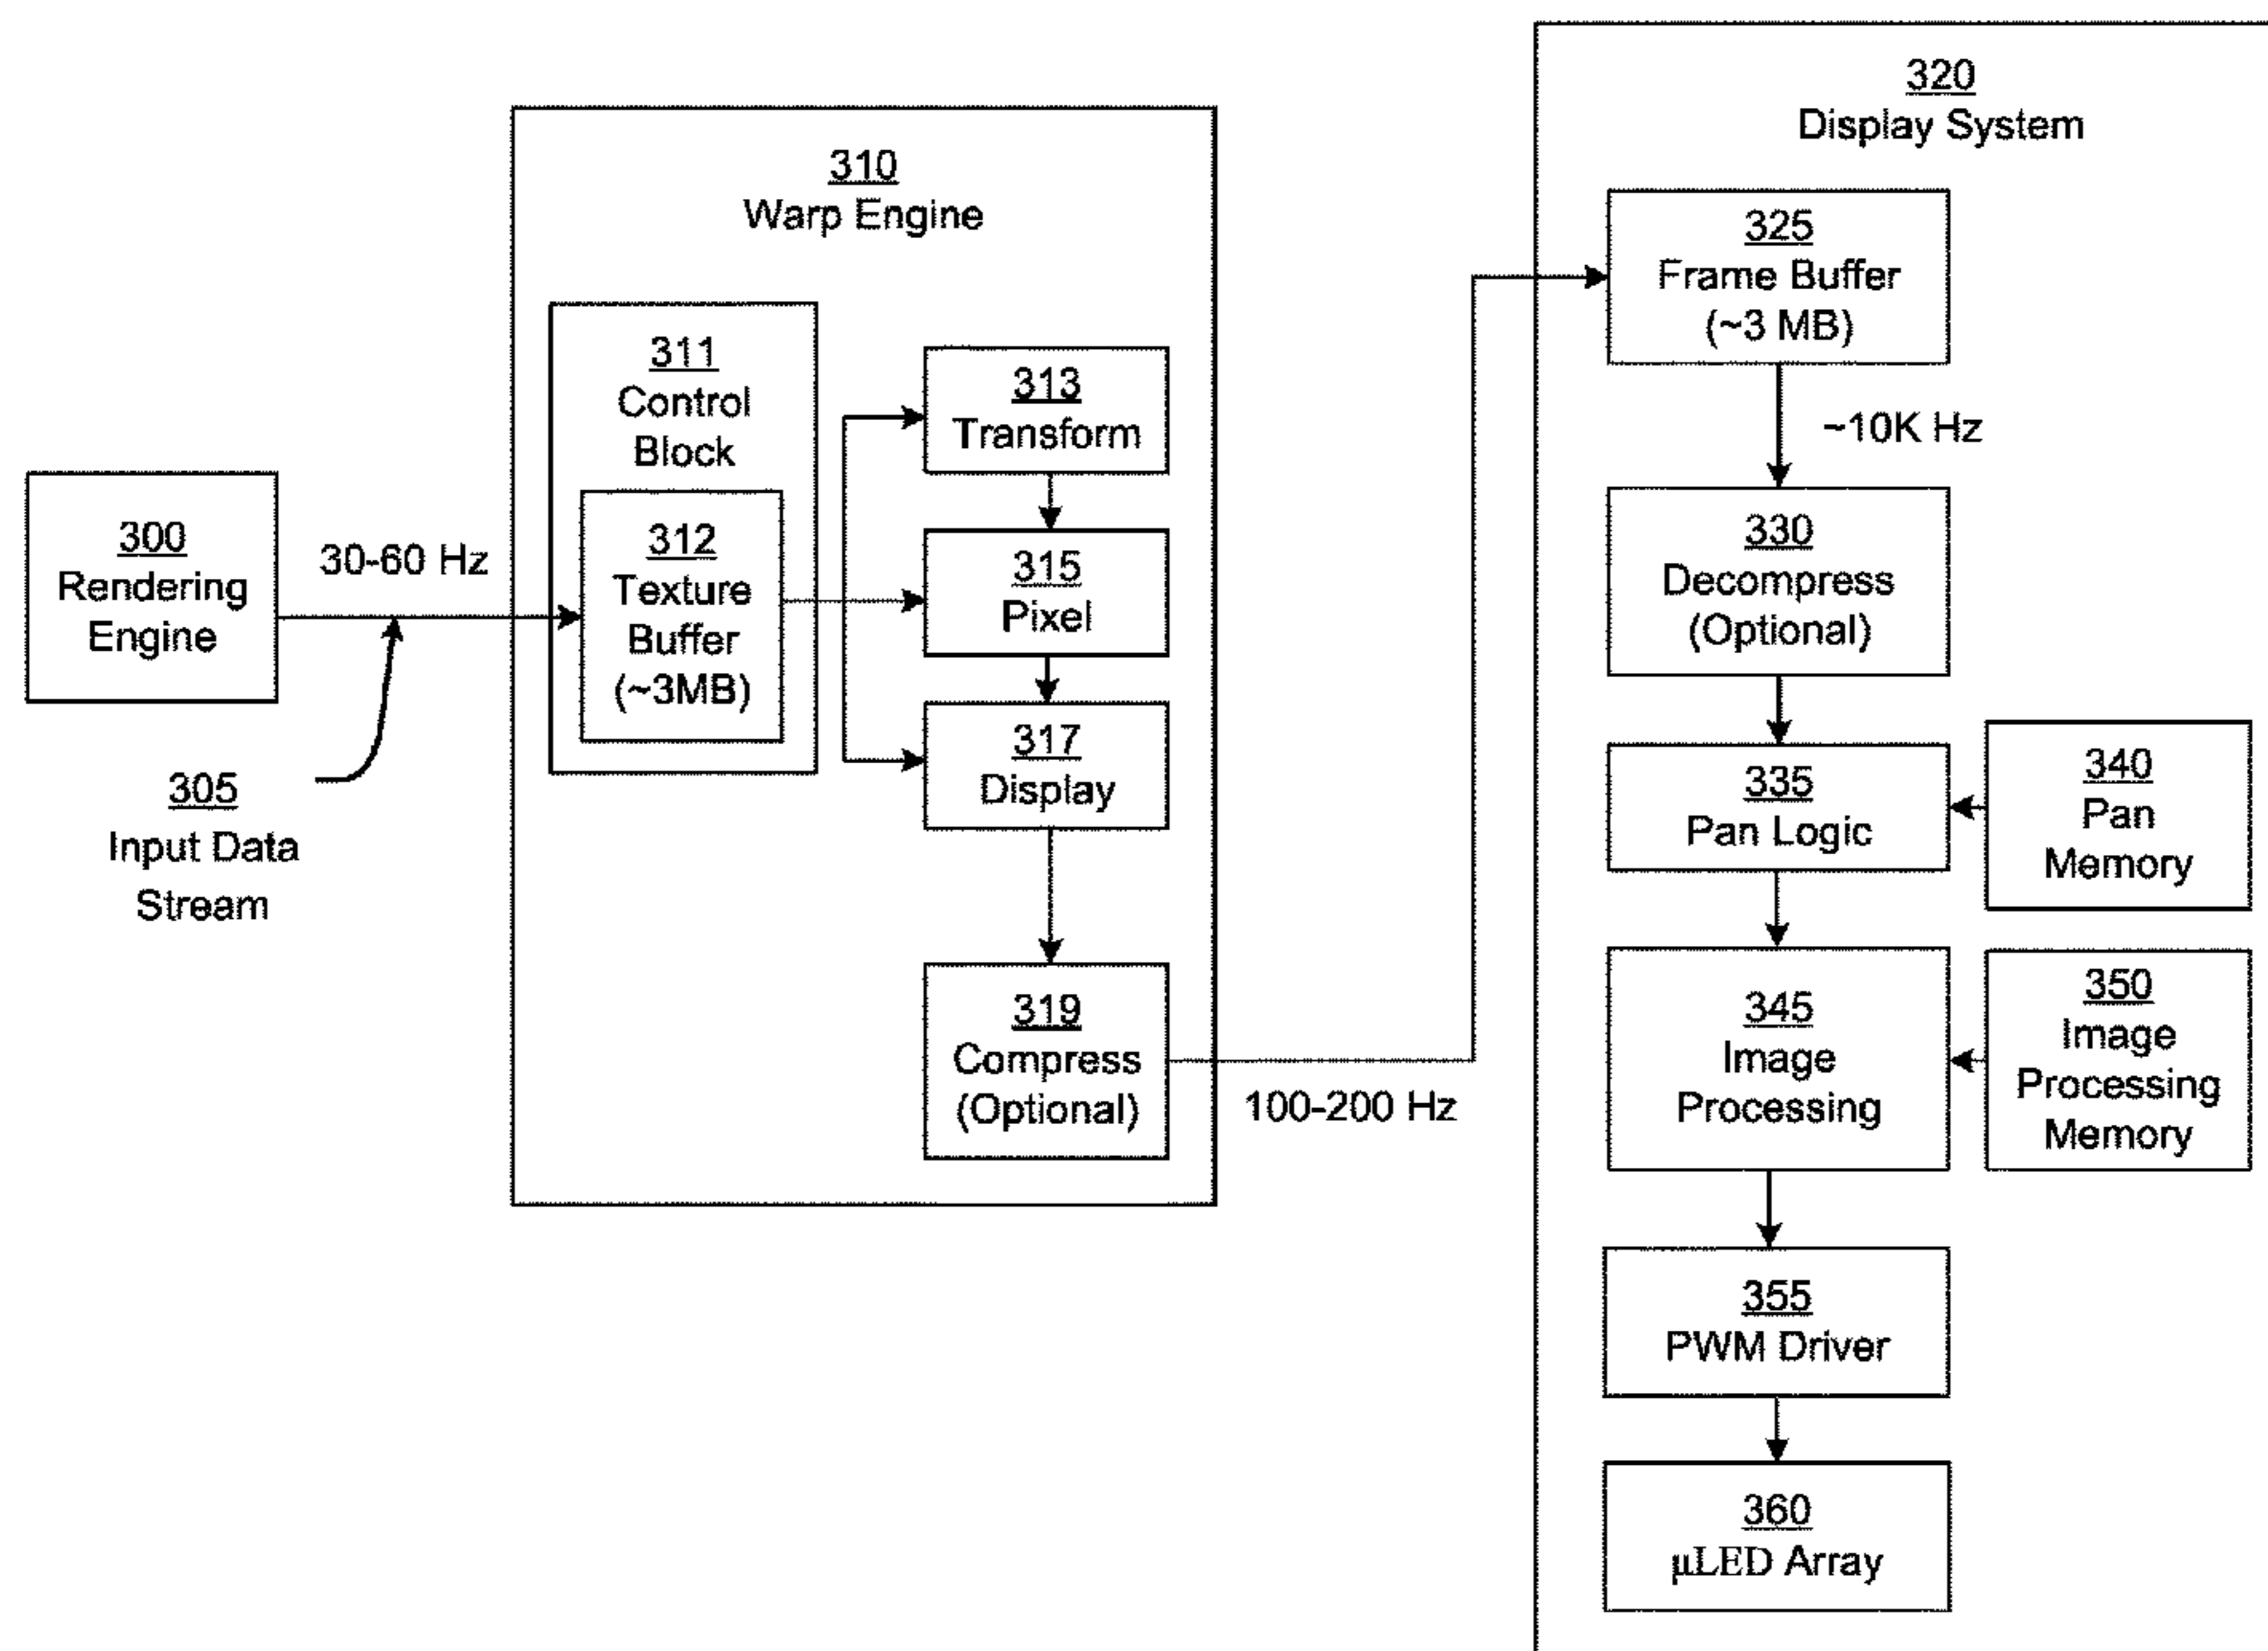 300
Rendering
Engine
30-60 Hz
305
Input Data
Stream
310
Warp Engine
311
Control
Block
312
Texture
Buffer
(~3MB)
313
Transform
315
Pixel
317
Display
319
Compress
(Optional)
100-200 Hz
320
Display System
325
Frame Buffer
(~3 MB)
~10K Hz
330
Decompress
(Optional)
335
Pan Logic
340
Pan
Memory
345
Image
Processing
350
Image
Processing
Memory
355
PWM Driver
360
µLED Array